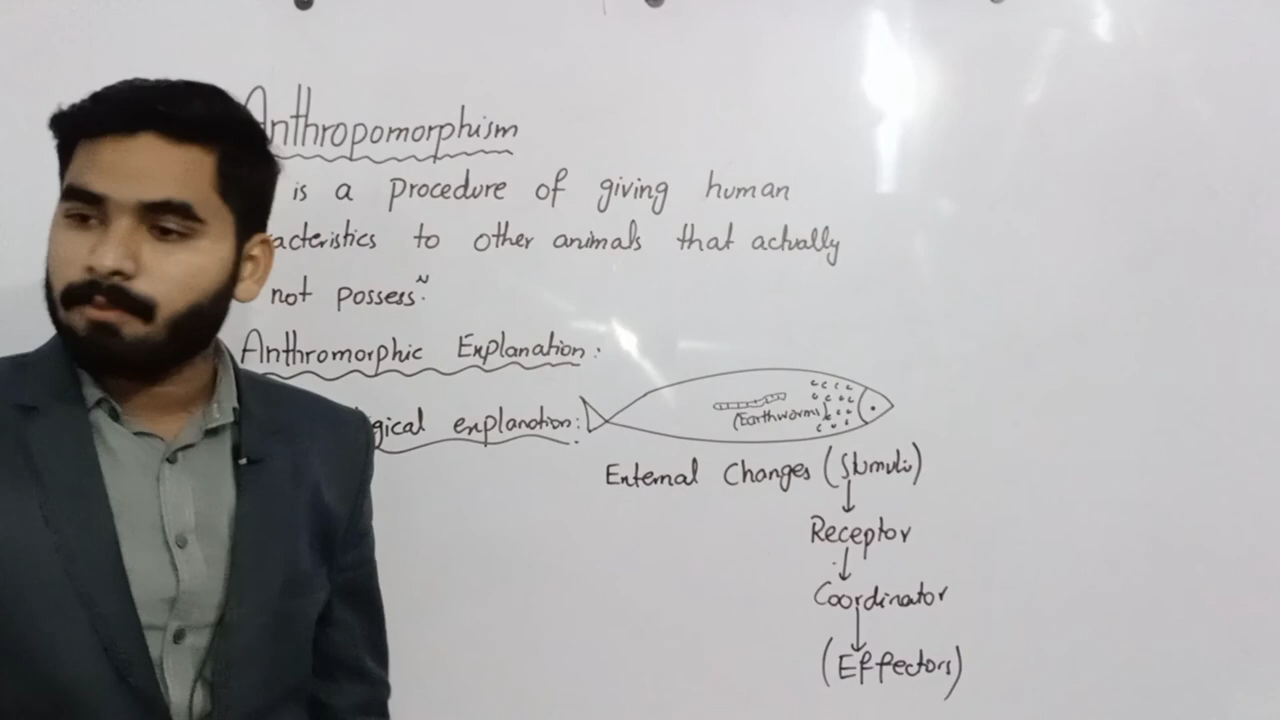 Anthropomorphism
is a procedure of giving human
acteristics to other animals that actually
not possess".
Anthromorphic Explanation:
gical explanation:
(Earthworms)
External Changes (Stimuli)
Receptor
Coordinator
(Effectors)